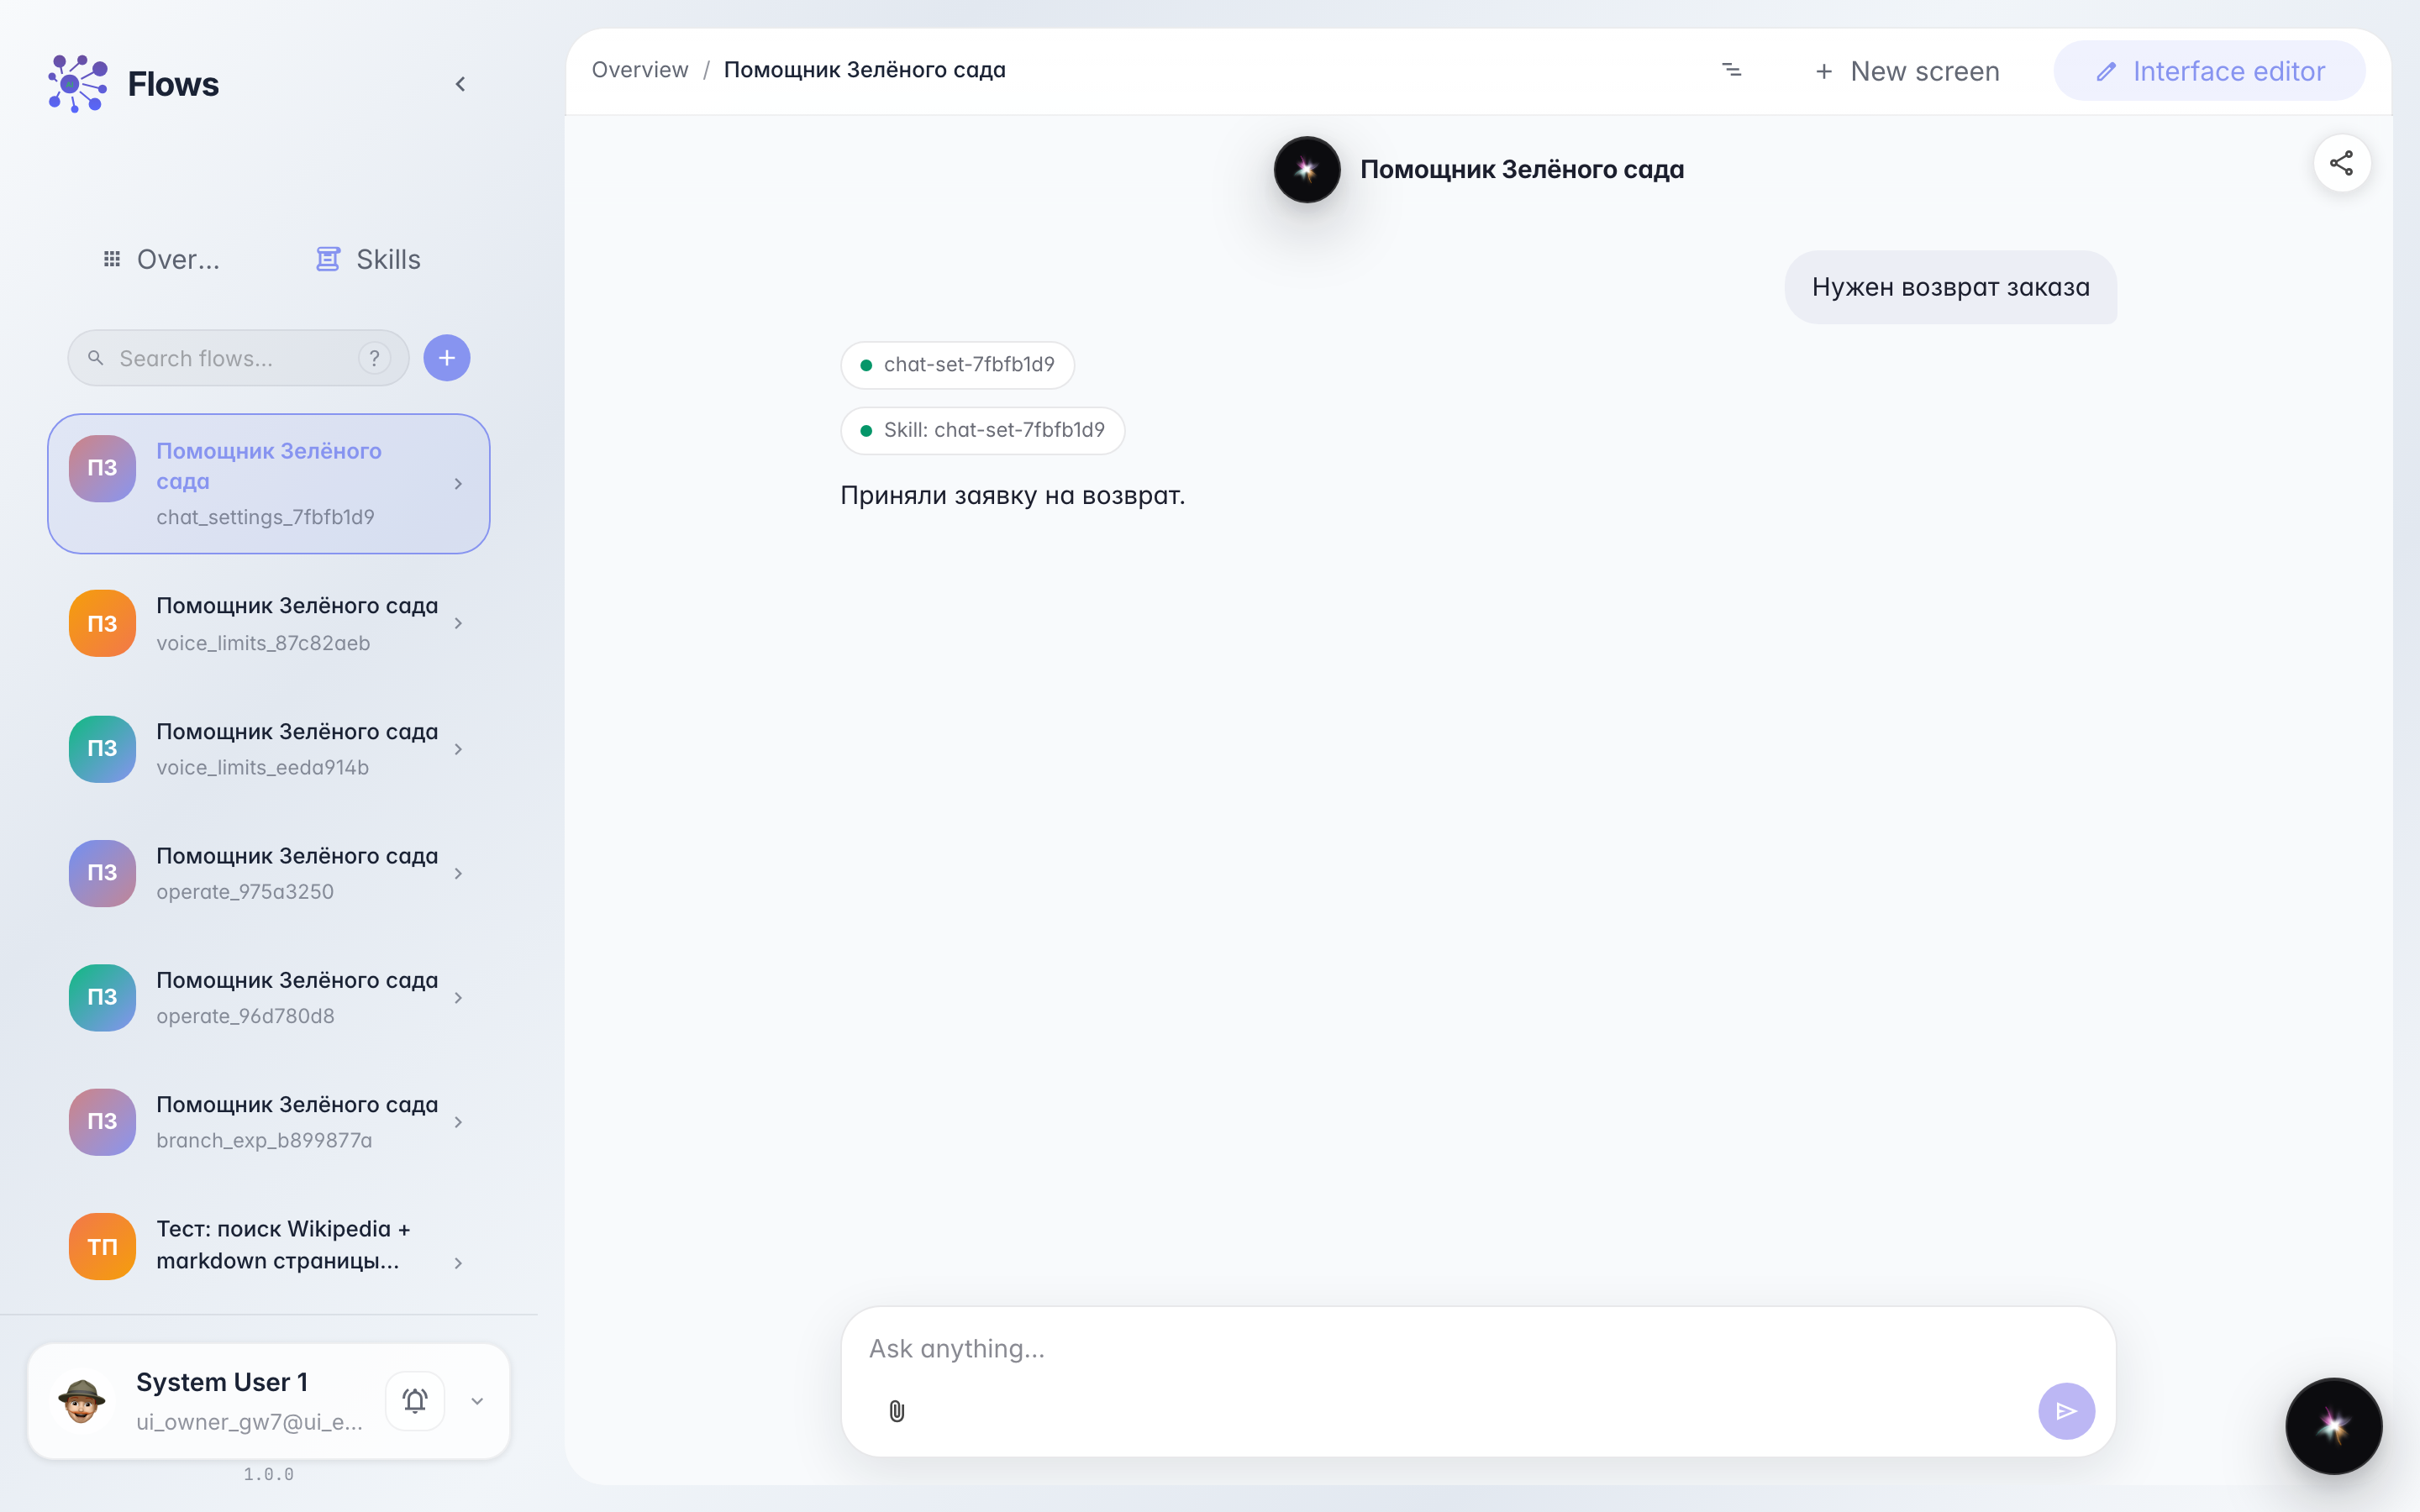 Flows
Over...
Skills
Search flows...
?
Помощник Зелёного
сада
chat_settings_7fbfb1d9
ПЗ
Помощник Зелёного сада
voice_limits_87c82aeb
ПЗ
Помощник Зелёного сада
voice_limits_eeda914b
ПЗ
Помощник Зелёного сада
operate_975a3250
ПЗ
Помощник Зелёного сада
operate_96d780d8
ПЗ
Помощник Зелёного сада
branch_exp_b899877a
ПЗ
Тест: поиск Wikipedia +
markdown страницы...
ТП
System User 1
ui_owner_gw7@ui_e...
1.0.0
Overview / Помощник Зелёного сада
New screen
Interface editor
Помощник Зелёного сада
Нужен возврат заказа
chat-set-7fbfb1d9
Skill: chat-set-7fbfb1d9
Приняли заявку на возврат.
Ask anything...
ПЗ